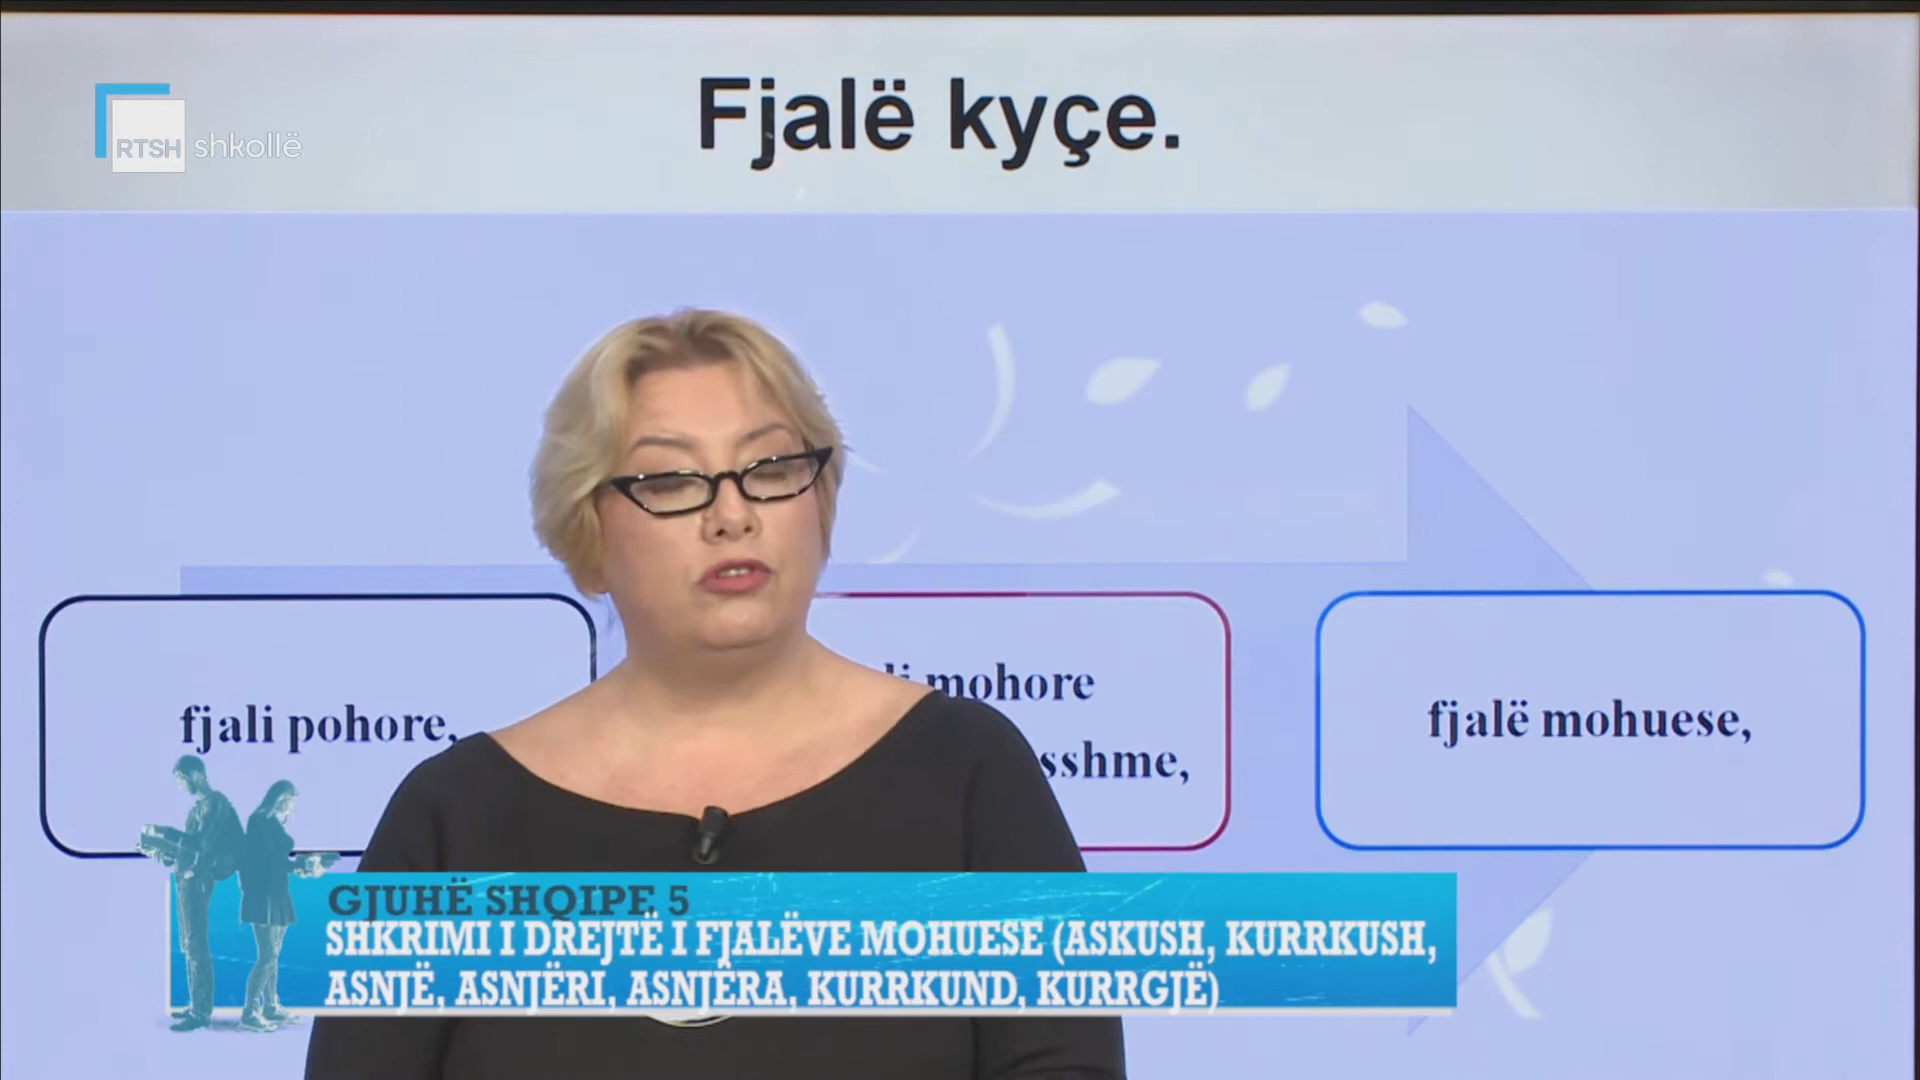 Fjalë kyçe.
RTSH shkollë
fjali pohore,
mohore
fjalë mohuese,
GJUHË SHQIPE 5
SHKRIMI I DREJTË I FJALËVE MOHUESE (ASKUSH, KURRKUSH,
ASNJË, ASNJËRI, ASNJËRA, KURRKUND, KURRGJË)